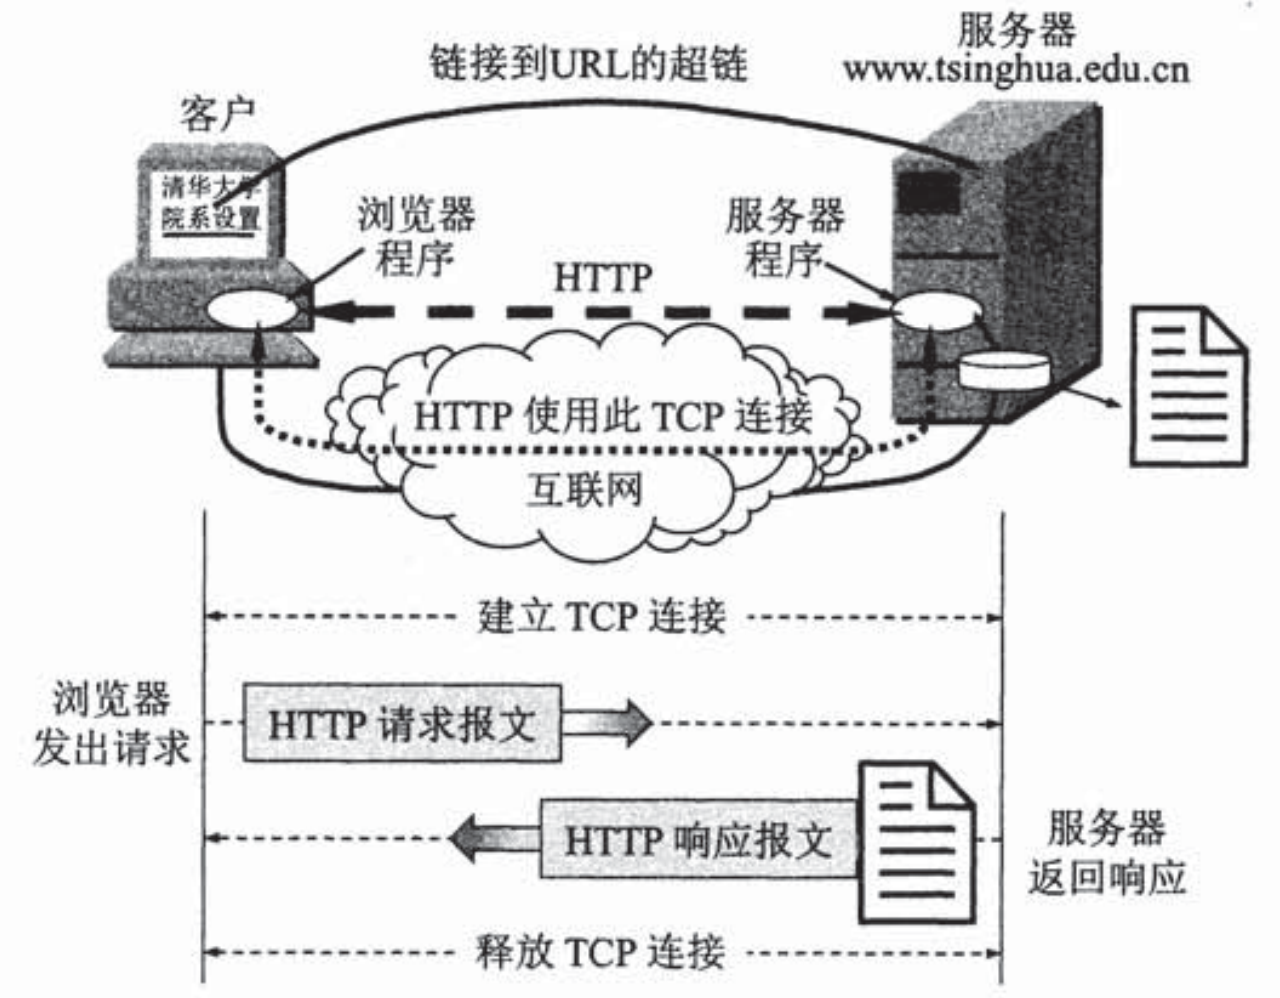 链接到URL的超链
服务器
www.tsinghua.edu.cn
客户
清华大学
院系设置
浏览器
程序
服务器
程序
HTTP
HTTP 使用此 TCP 连接
互联网
建立 TCP 连接
浏览器
发出请求
HTTP 请求报文
HTTP 响应报文
服务器
返回响应
释放 TCP 连接